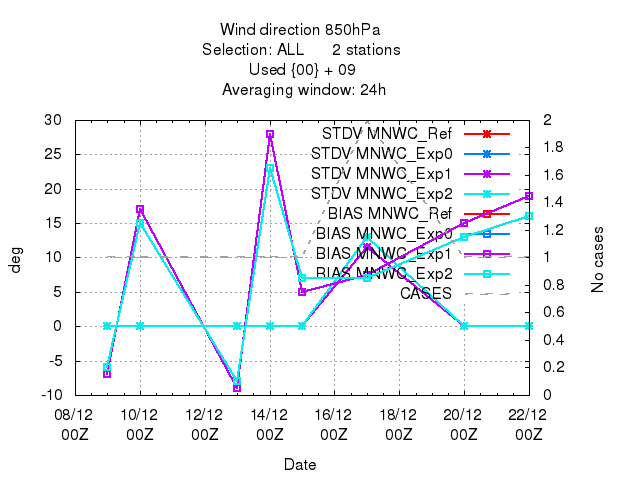 Wind direction 850hPa
Selection: ALL 2 stations
Used {00} + 09
Averaging window: 24h
30
25
20
15
10
5
0
-5
-10
deg
2
1.8
1.6
1.4
1.2
1
0.8
0.6
0.4
0.2
0
No cases
STDV MNWC_Ref
STDV MNWC_Exp0
STDV MNWC_Exp1
STDV MNWC_Exp2
BIAS MNWC_Ref
BIAS MNWC_Exp0
BIAS MNWC_Exp1
BIAS MNWC_Exp2
CASES
08/12 10/12 12/12 14/12 16/12 18/12 20/12 22/12
00Z 00Z 00Z 00Z 00Z 00Z 00Z 00Z
Date